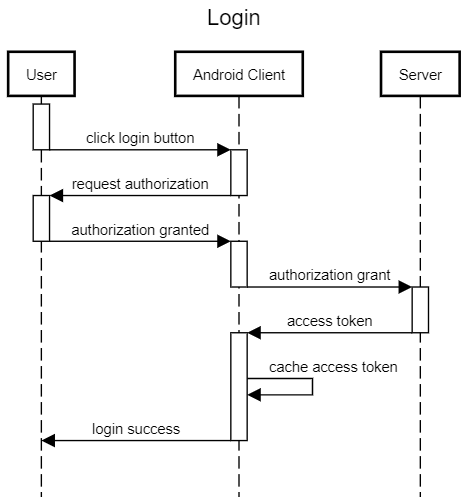 Login
User
Android Client
Server
click login button
request authorization
authorization granted
authorization grant
access token
cache access token
login success